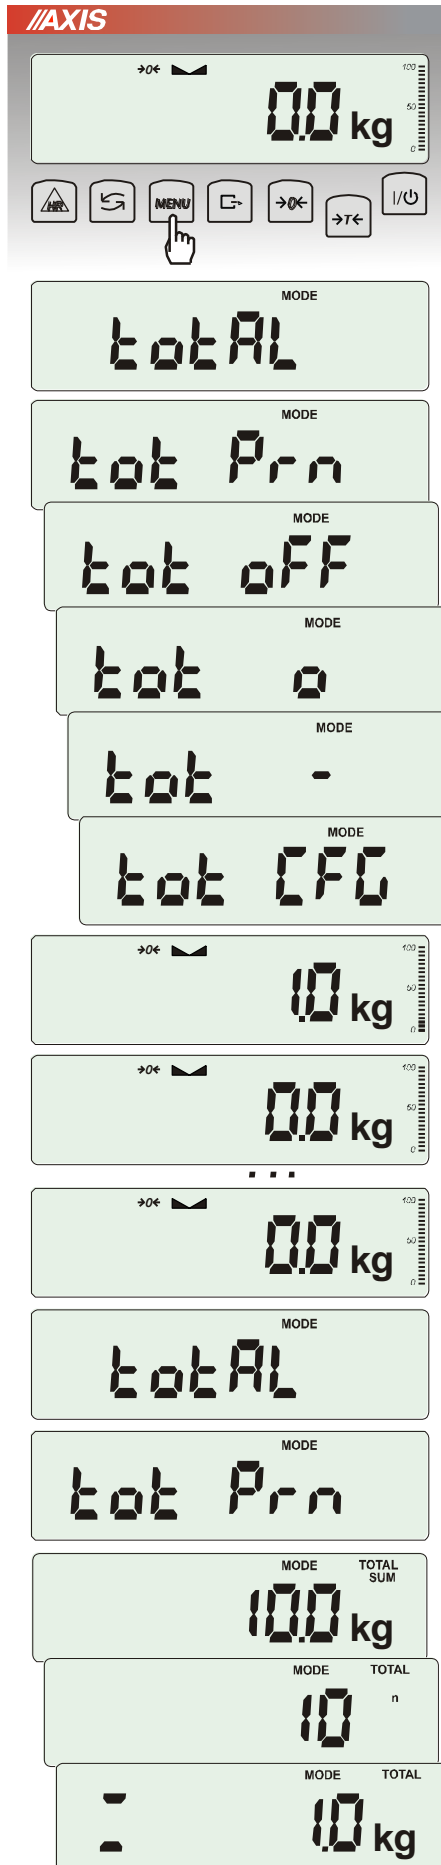 //AXIS
→0←
100
50
0
0.0 kg
MENU
→0←
→T←
I/⏻
MODE
totAL
MODE
tot Prn
MODE
tot oFF
MODE
tot o
MODE
tot -
MODE
tot CFG
→0←
100
50
0
1.0 kg
→0←
100
50
0
0.0 kg
...
→0←
100
50
0
0.0 kg
MODE
totAL
MODE
tot Prn
MODE TOTAL
SUM
10.0 kg
MODE TOTAL
10 n
MODE TOTAL
= 1.0 kg